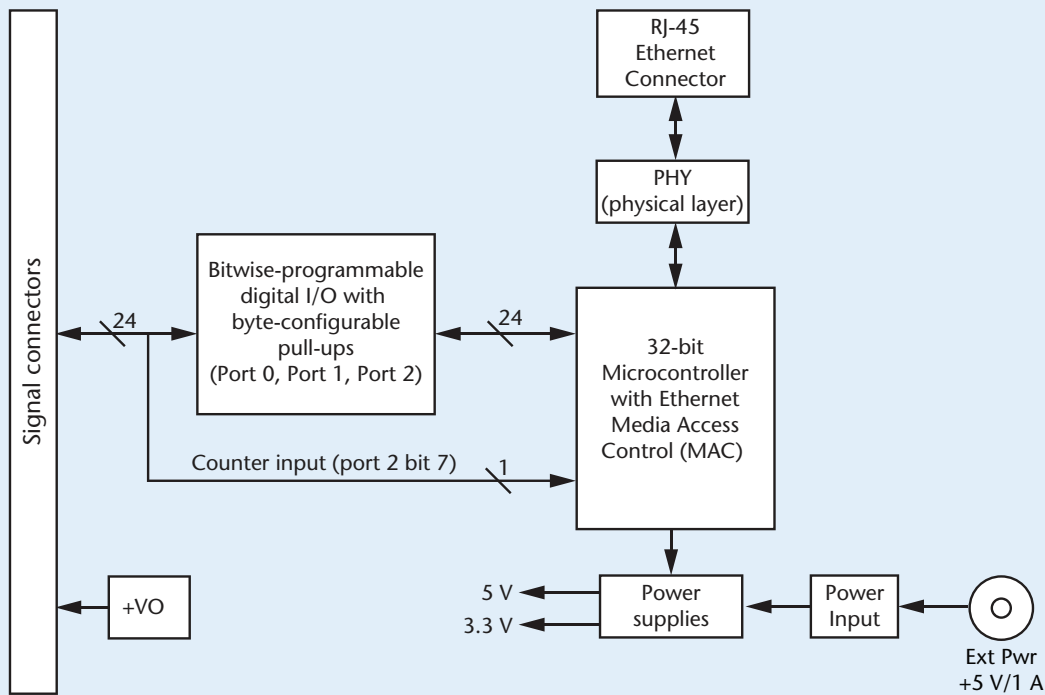 RJ-45
Ethernet
Connector
PHY
(physical layer)
Signal connectors
24
Bitwise-programmable
digital I/O with
byte-configurable
pull-ups
(Port 0, Port 1, Port 2)
24
32-bit
Microcontroller
with Ethernet
Media Access
Control (MAC)
Counter input (port 2 bit 7)
1
+VO
5 V
3.3 V
Power
supplies
Power
Input
Ext Pwr
+5 V/1 A